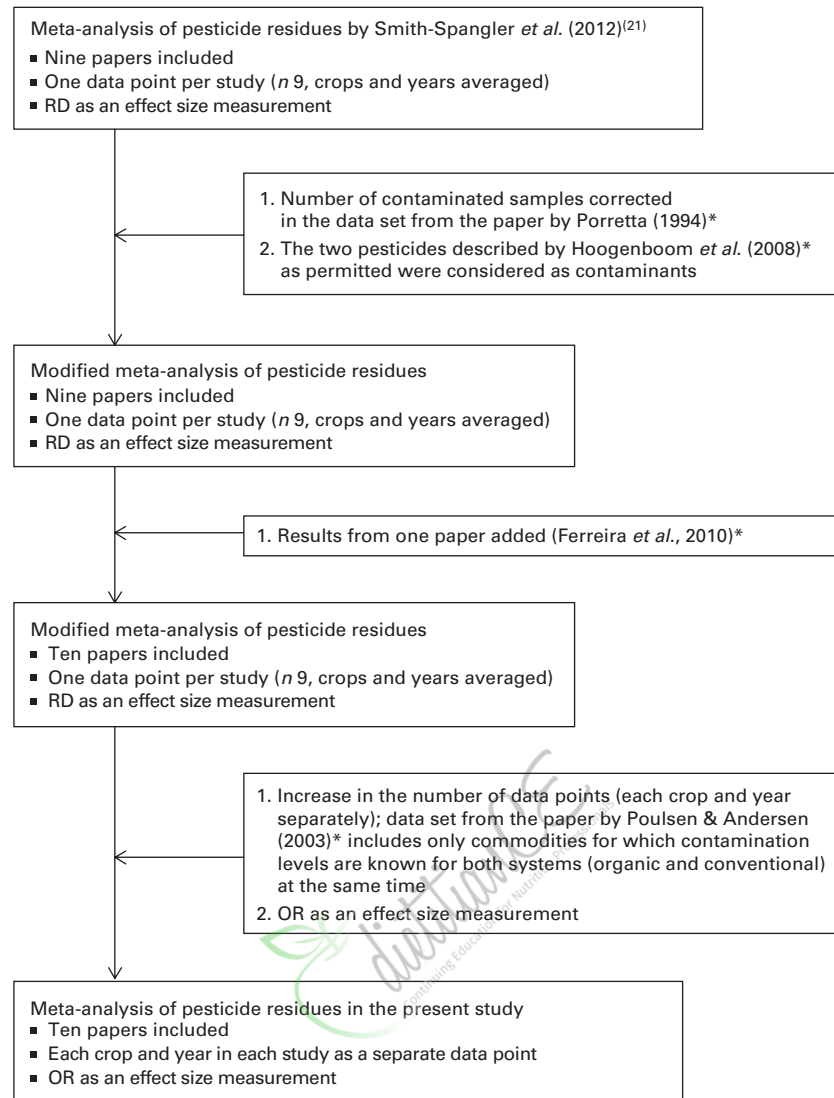 Meta-analysis of pesticide residues by Smith-Spangler et al. (2012)(21)
▪ Nine papers included
▪ One data point per study (n 9, crops and years averaged)
▪ RD as an effect size measurement
1. Number of contaminated samples corrected
in the data set from the paper by Porretta (1994)*
2. The two pesticides described by Hoogenboom et al. (2008)*
as permitted were considered as contaminants
Modified meta-analysis of pesticide residues
▪ Nine papers included
▪ One data point per study (n 9, crops and years averaged)
▪ RD as an effect size measurement
1. Results from one paper added (Ferreira et al., 2010)*
Modified meta-analysis of pesticide residues
▪ Ten papers included
▪ One data point per study (n 9, crops and years averaged)
▪ RD as an effect size measurement
1. Increase in the number of data points (each crop and year
separately); data set from the paper by Poulsen & Andersen
(2003)* includes only commodities for which contamination
levels are known for both systems (organic and conventional)
at the same time
2. OR as an effect size measurement
dietitianCE
Continuing Education for Nutrition Professionals
Meta-analysis of pesticide residues in the present study
▪ Ten papers included
▪ Each crop and year in each study as a separate data point
▪ OR as an effect size measurement